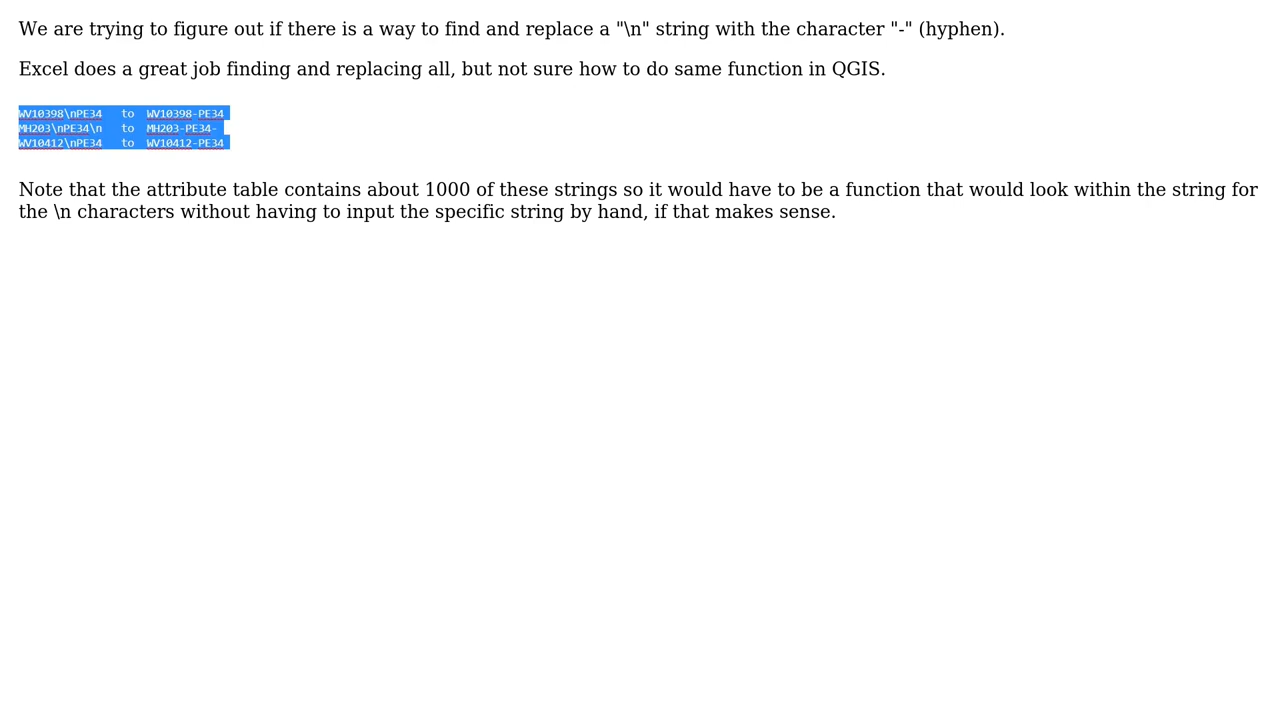 We are trying to figure out if there is a way to find and replace a "\n" string with the character "-" (hyphen).
Excel does a great job finding and replacing all, but not sure how to do same function in QGIS.
WV10398\nPE34 to WV10398-PE34
MH203\nPE34\n to MH203-PE34-
WV10412\nPE34 to WV10412-PE34
Note that the attribute table contains about 1000 of these strings so it would have to be a function that would look within the string for
the \n characters without having to input the specific string by hand, if that makes sense.